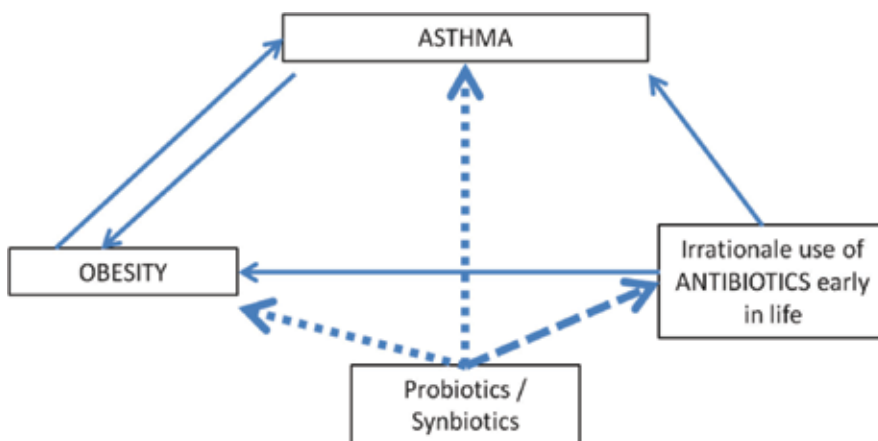 ASTHMA
OBESITY
Irrationale use of
ANTIBIOTICS early
in life
Probiotics /
Synbiotics